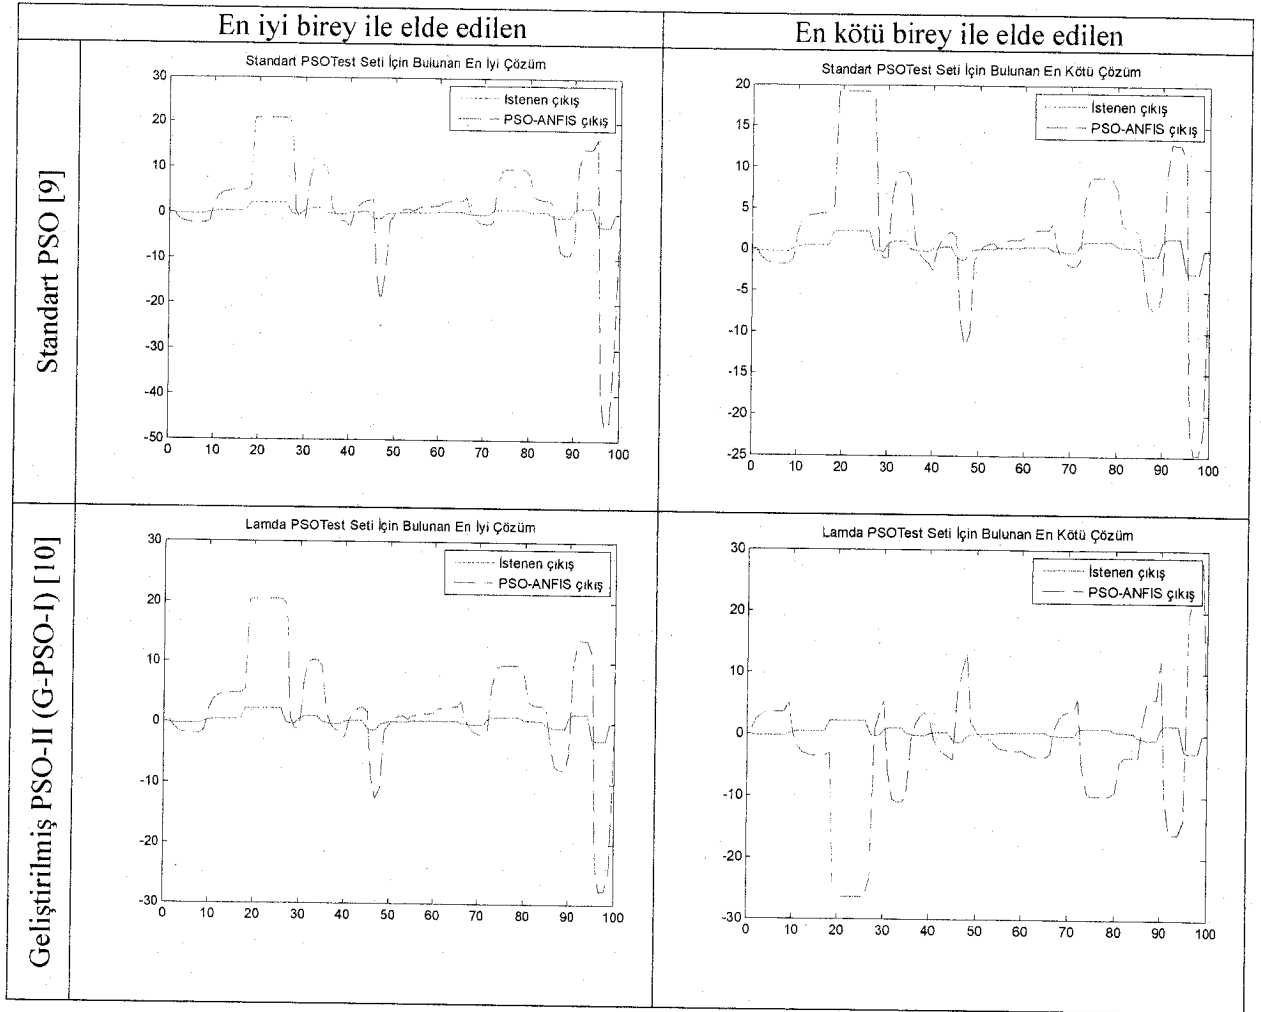 En iyi birey ile elde edilen
En kötü birey ile elde edilen
Standart PSO [9]
Standart PSOTest Seti İçin Bulunan En İyi Çözüm
30
20
10
0
-10
-20
-30
-40
-50
0 10 20 30 40 50 60 70 80 90 100
İstenen çıkış
PSO-ANFIS çıkış
Standart PSOTest Seti İçin Bulunan En Kötü Çözüm
20
15
10
5
0
-5
-10
-15
-20
-25
0 10 20 30 40 50 60 70 80 90 100
İstenen çıkış
PSO-ANFIS çıkış
Geliştirilmiş PSO-II (G-PSO-I) [10]
Lamda PSOTest Seti İçin Bulunan En İyi Çözüm
30
20
10
0
-10
-20
-30
0 10 20 30 40 50 60 70 80 90 100
İstenen çıkış
PSO-ANFIS çıkış
Lamda PSOTest Seti İçin Bulunan En Kötü Çözüm
30
20
10
0
-10
-20
-30
0 10 20 30 40 50 60 70 80 90 100
İstenen çıkış
PSO-ANFIS çıkış